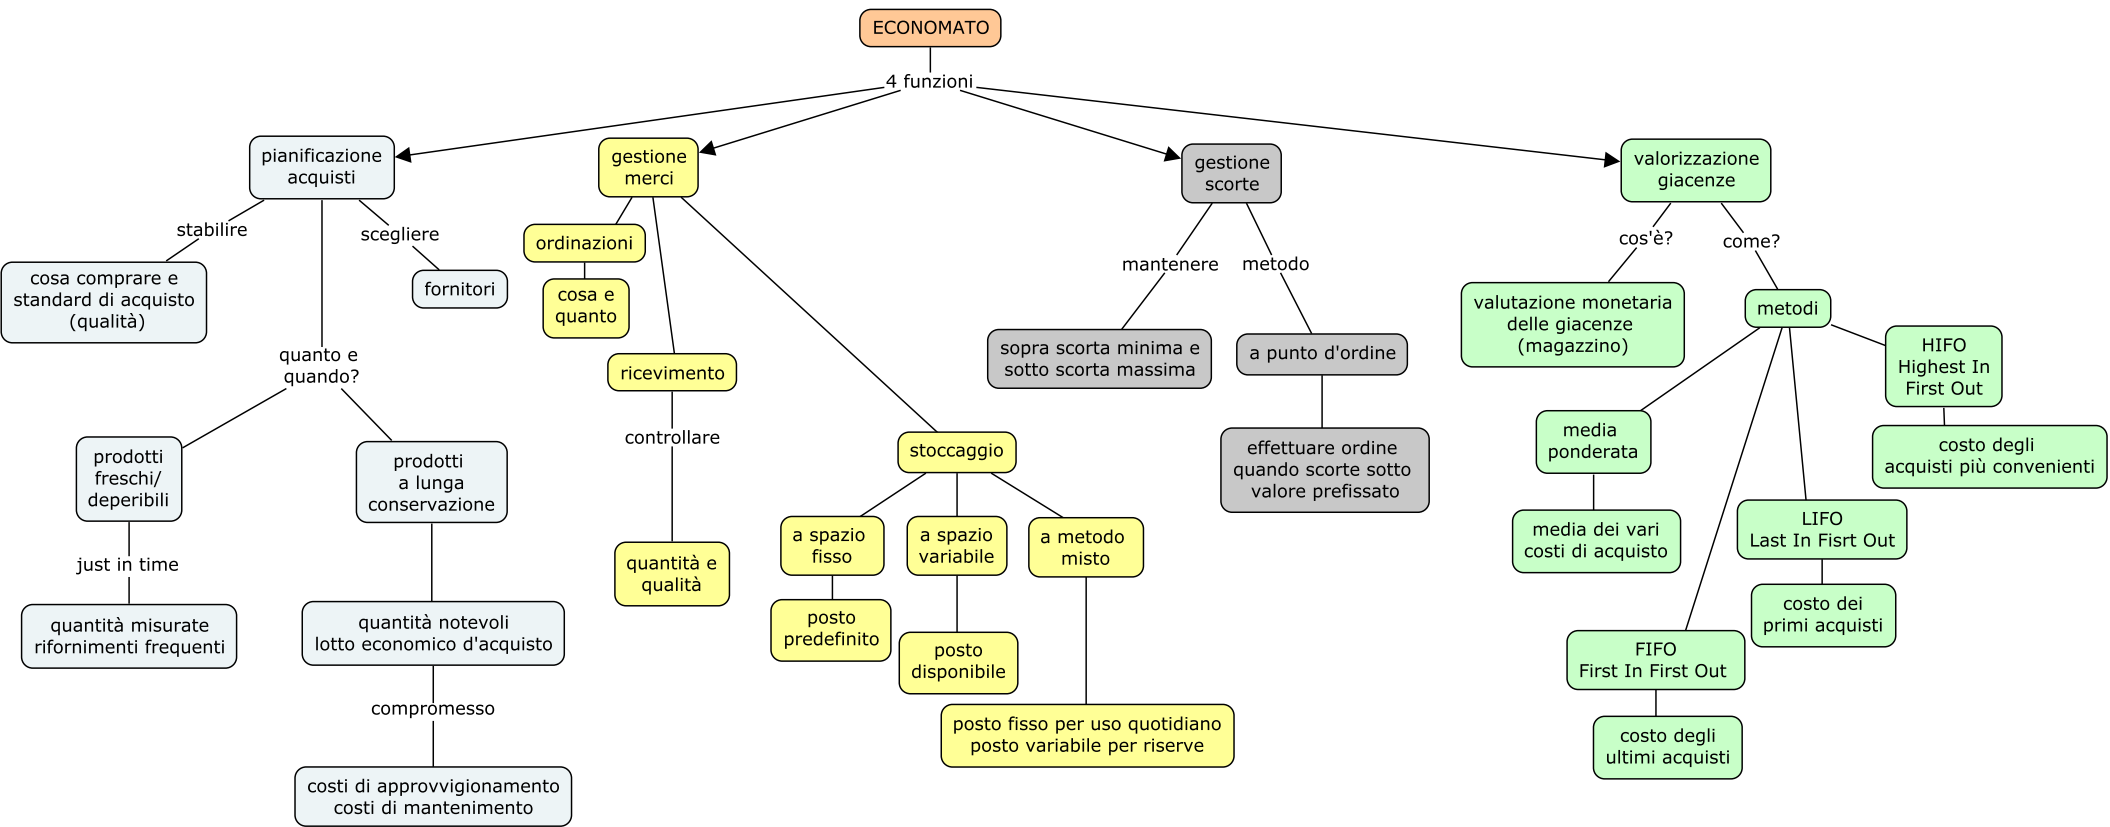 ECONOMATO
4 funzioni
pianificazione
acquisti
stabilire
cosa comprare e
standard di acquisto
(qualità)
scegliere
fornitori
quanto e
quando?
prodotti
freschi/
deperibili
just in time
quantità misurate
rifornimenti frequenti
prodotti
a lunga
conservazione
quantità notevoli
lotto economico d'acquisto
compromesso
costi di approvvigionamento
costi di mantenimento
gestione
merci
ordinazioni
cosa e
quanto
ricevimento
controllare
quantità e
qualità
stoccaggio
a spazio
fisso
posto
predefinito
a spazio
variabile
posto
disponibile
a metodo
misto
posto fisso per uso quotidiano
posto variabile per riserve
gestione
scorte
mantenere
sopra scorta minima e
sotto scorta massima
metodo
a punto d'ordine
effettuare ordine
quando scorte sotto
valore prefissato
valorizzazione
giacenze
cos'è?
valutazione monetaria
delle giacenze
(magazzino)
come?
metodi
media
ponderata
media dei vari
costi di acquisto
FIFO
First In First Out
costo degli
ultimi acquisti
LIFO
Last In Fisrt Out
costo dei
primi acquisti
HIFO
Highest In
First Out
costo degli
acquisti più convenienti